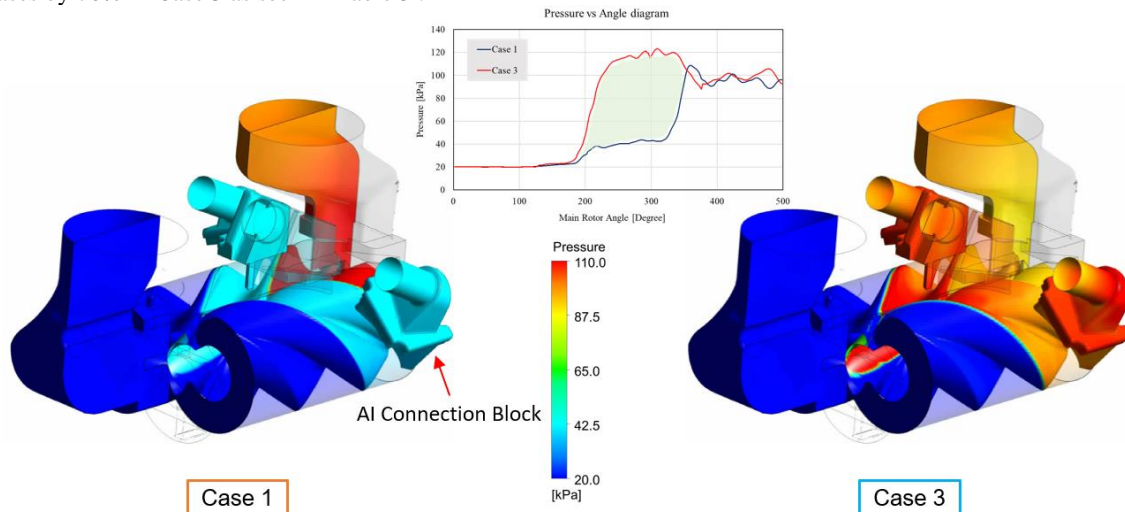 Pressure vs Angle diagram
140
120
100
80
60
40
20
0
Pressure [kPa]
Case 1
Case 3
0
100
200
300
400
500
Main Rotor Angle [Degree]
Pressure
110.0
87.5
65.0
42.5
20.0
[kPa]
AI Connection Block
Case 1
Case 3